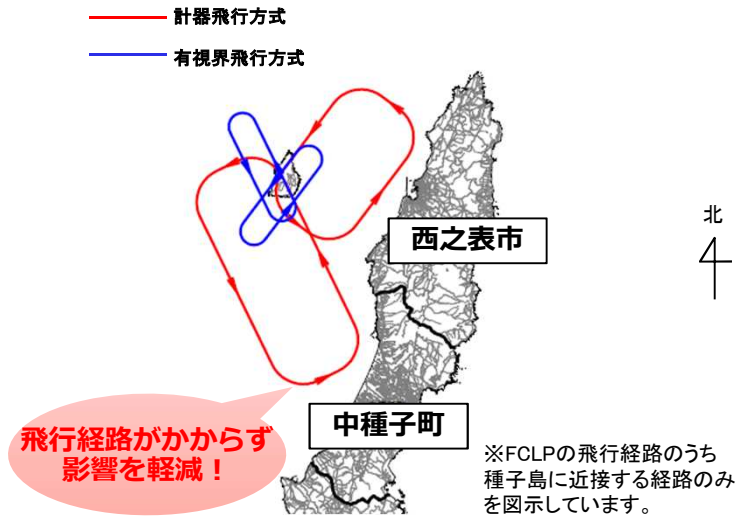 計器飛行方式
有視界飛行方式
北
西之表市
中種子町
飛行経路がかからず
影響を軽減！
※FCLPの飛行経路のうち
種子島に近接する経路のみ
を図示しています。